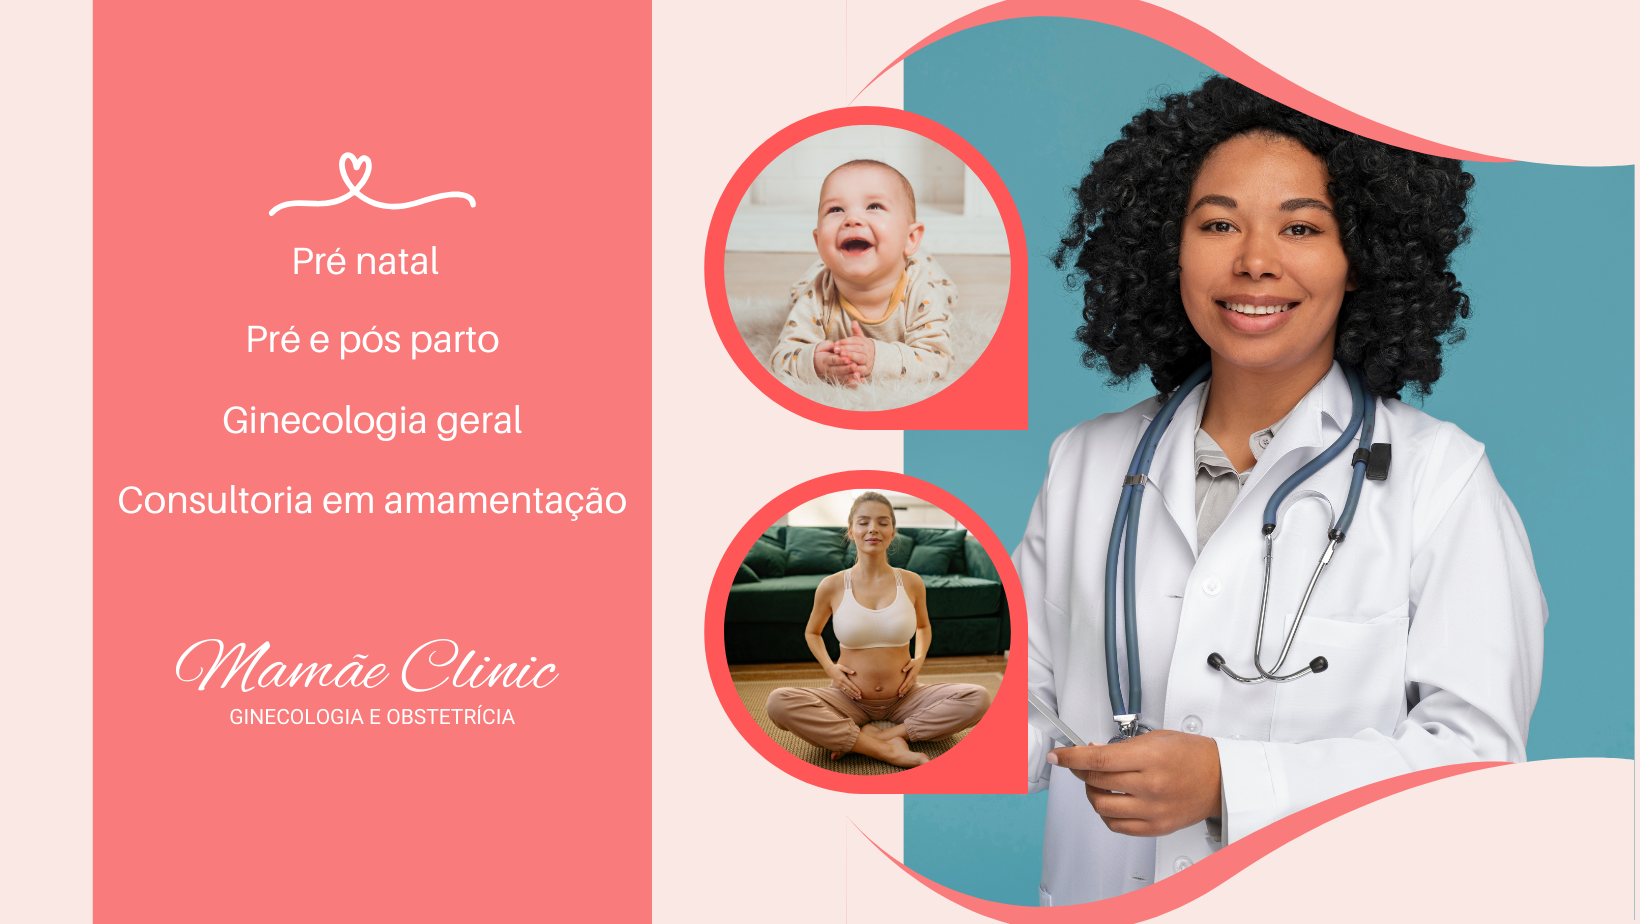 Pré natal
Pré e pós parto
Ginecologia geral
Consultoria em amamentação
Mamãe Clinic
GINECOLOGIA E OBSTETRÍCIA